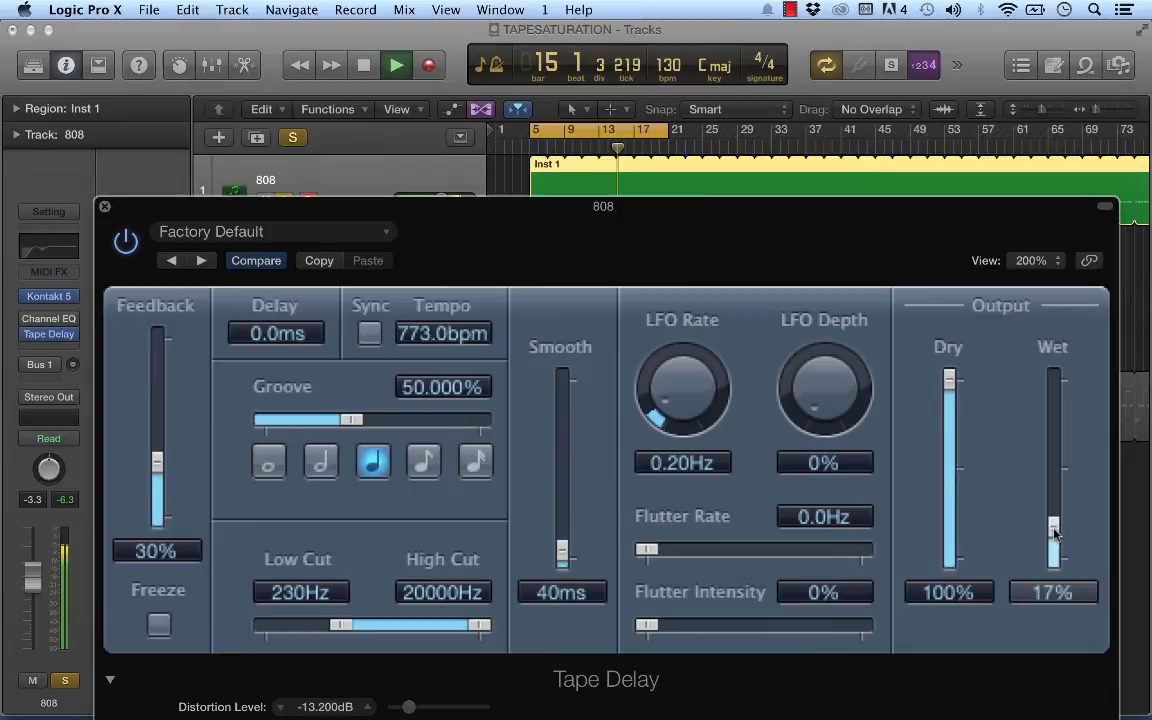 Logic Pro X File Edit Track Navigate Record Mix View Window 1 Help 4
TAPESATURATION - Tracks
15 1 3 219 130 C maj 4/4
bar beat div tick bpm key signature
S 1234
Region: Inst 1
Edit Functions View Snap: Smart Drag: No Overlap
Track: 808
S
1 5 9 13 17 21 25 29 33 37 41 45 49 53 57 61 65 69 73
Inst 1
808
1
808
Setting
MIDI FX
Kontakt 5
Channel EQ
Tape Delay
Bus 1
Stereo Out
Read
-3.3 -6.3
M S
808
Factory Default
Compare Copy Paste View: 200%
Feedback
30%
Freeze
Delay
0.0ms
Sync
Tempo
773.0bpm
Groove 50.000%
Low Cut High Cut
230Hz 20000Hz
Smooth
40ms
LFO Rate LFO Depth
0.20Hz 0%
Flutter Rate 0.0Hz
Flutter Intensity 0%
Output
Dry Wet
100% 17%
Tape Delay
Distortion Level: -13.200dB